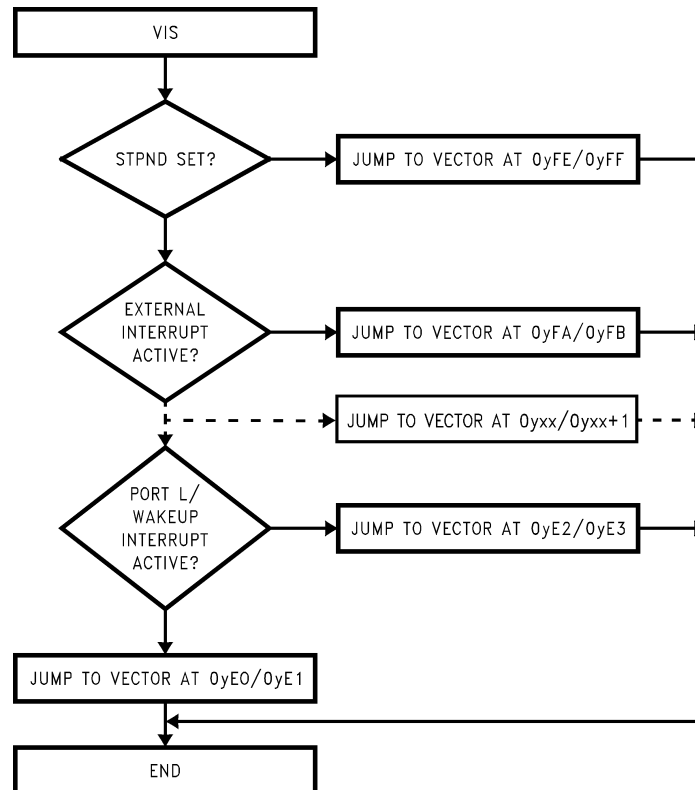 VIS
STPND SET?
JUMP TO VECTOR AT 0yFE/0yFF
EXTERNAL
INTERRUPT
ACTIVE?
JUMP TO VECTOR AT 0yFA/0yFB
JUMP TO VECTOR AT 0yxx/0yxx+1
PORT L/
WAKEUP
INTERRUPT
ACTIVE?
JUMP TO VECTOR AT 0yE2/0yE3
JUMP TO VECTOR AT 0yE0/0yE1
END